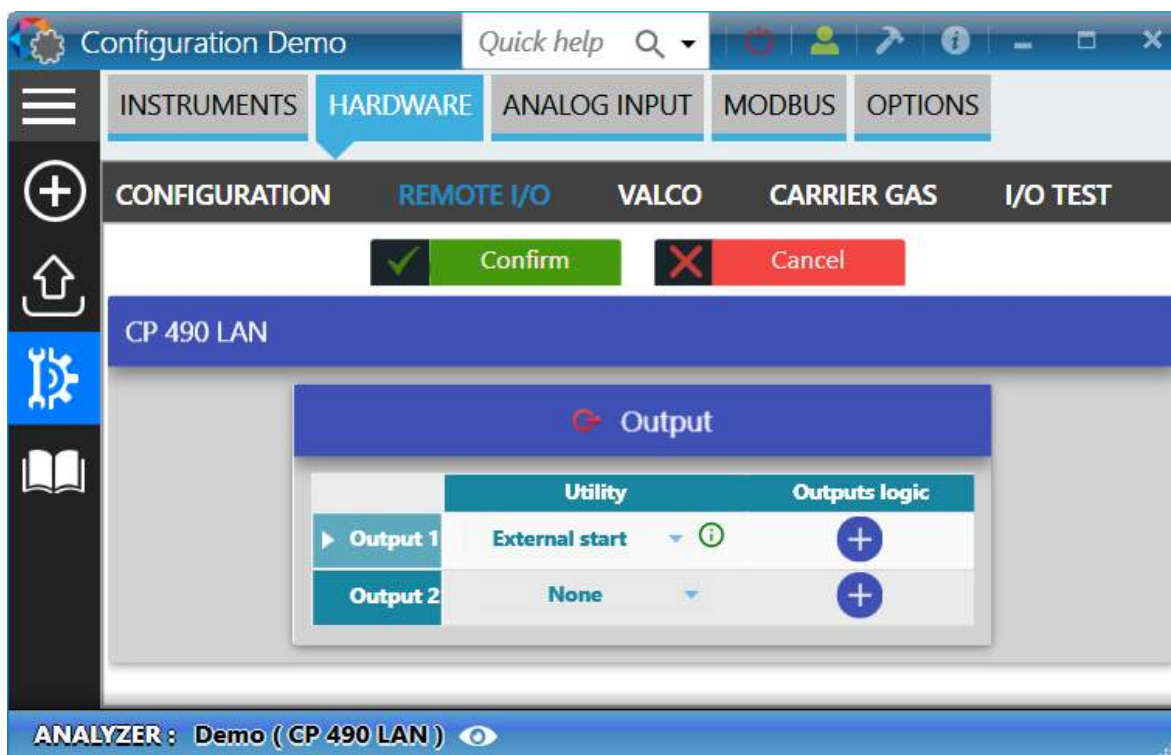 Configuration Demo Quick help
INSTRUMENTS HARDWARE ANALOG INPUT MODBUS OPTIONS
CONFIGURATION REMOTE I/O VALCO CARRIER GAS I/O TEST
Confirm Cancel
CP 490 LAN
Output
Utility Outputs logic
Output 1 External start
Output 2 None
ANALYZER : Demo ( CP 490 LAN )